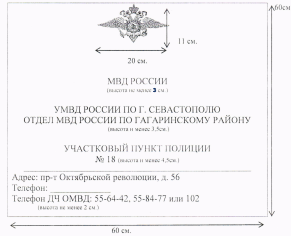 60см
11 см.
20 см.
МВД РОССИИ
(высота не менее 3 см.)
УМВД РОССИИ ПО Г. СЕВАСТОПОЛЮ
ОТДЕЛ МВД РОССИИ ПО ГАГАРИНСКОМУ РАЙОНУ
(высота и менее 3,5см.)
УЧАСТКОВЫЙ ПУНКТ ПОЛИЦИИ
№ 18 (высота и менее 4,5см.)
Адрес: пр-т Октябрьской революции, д. 56
Телефон:
Телефон ДЧ ОМВД: 55-64-42, 55-84-77 или 102
(высота не менее 2 см.)
60 см.